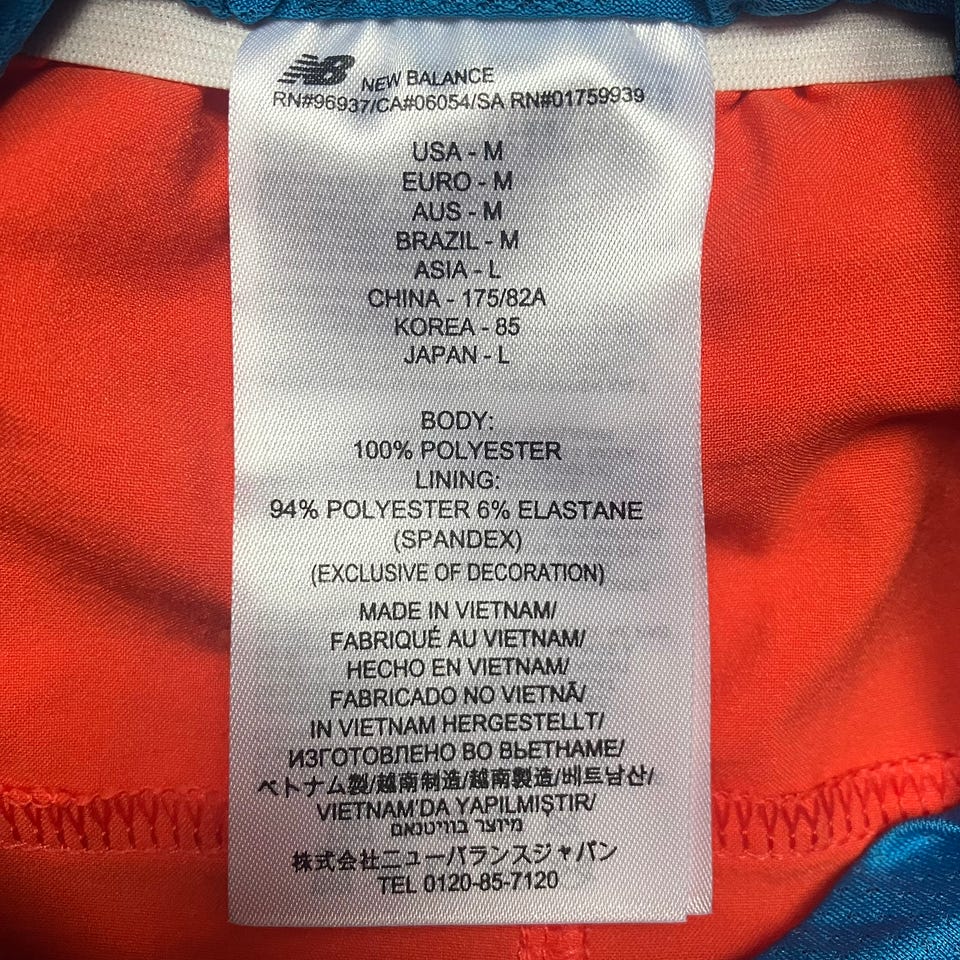 NB NEW BALANCE
RN#96937/CA#06054/SA RN#01759939
USA - M
EURO - M
AUS - M
BRAZIL - M
ASIA - L
CHINA - 175/82A
KOREA - 85
JAPAN - L
BODY:
100% POLYESTER
LINING:
94% POLYESTER 6% ELASTANE
(SPANDEX)
(EXCLUSIVE OF DECORATION)
MADE IN VIETNAM/
FABRIQUÉ AU VIETNAM/
HECHO EN VIETNAM/
FABRICADO NO VIETNÃ/
IN VIETNAM HERGESTELLT/
ИЗГОТОВЛЕНО ВО ВЬЕТНАМЕ/
ベトナム製/越南制造/越南製造/베트남산/
VIETNAM'DA YAPILMIŞTIR/
מיוצר בוויטנאם
株式会社ニューバランスジャパン
TEL 0120-85-7120